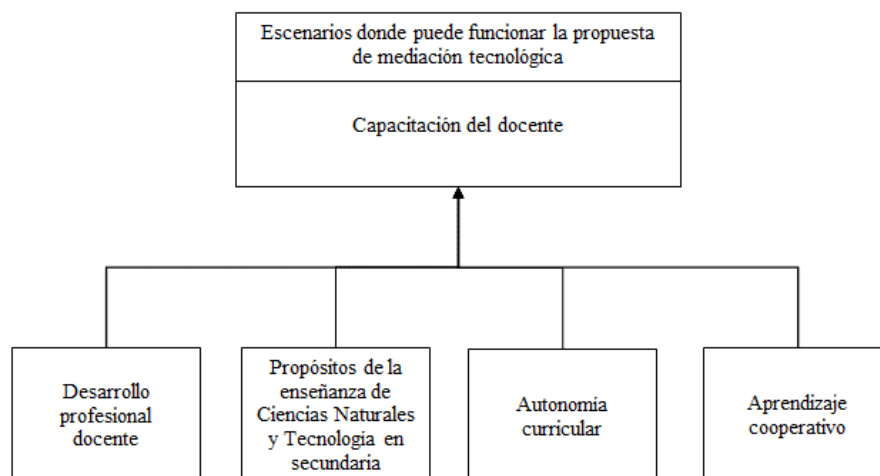 Escenarios donde puede funcionar la propuesta
de mediación tecnológica
Capacitación del docente
Desarrollo
profesional
docente
Propósitos de la
enseñanza de
Ciencias Naturales
y Tecnología en
secundaria
Autonomía
curricular
Aprendizaje
cooperativo